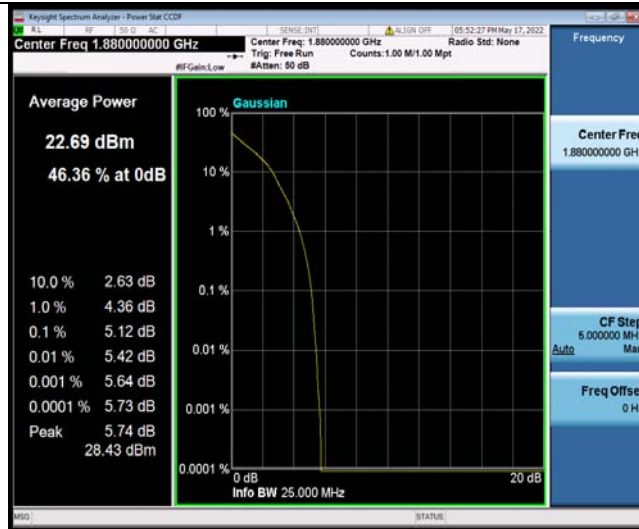 Keysight Spectrum Analyzer - Power Stat CCDF
RL RF 50 Ω AC SENSE:INT ALIGN OFF 05:52:27 PM May 17, 2022
Center Freq 1.880000000 GHz
Center Freq: 1.880000000 GHz Radio Std: None
Trig: Free Run Counts:1.00 M/1.00 Mpt
#IFGain:Low #Atten: 50 dB
Frequency
Average Power
22.69 dBm
46.36 % at 0dB
10.0 % 2.63 dB
1.0 % 4.36 dB
0.1 % 5.12 dB
0.01 % 5.42 dB
0.001 % 5.64 dB
0.0001 % 5.73 dB
Peak 5.74 dB
28.43 dBm
Gaussian
100 %
10 %
1 %
0.1 %
0.01 %
0.001 %
0.0001 %
0 dB 20 dB
Info BW 25.000 MHz
Center Fre
1.880000000 GH
CF Step
5.000000 MH
Auto Ma
Freq Offse
0 H
MSG STATUS